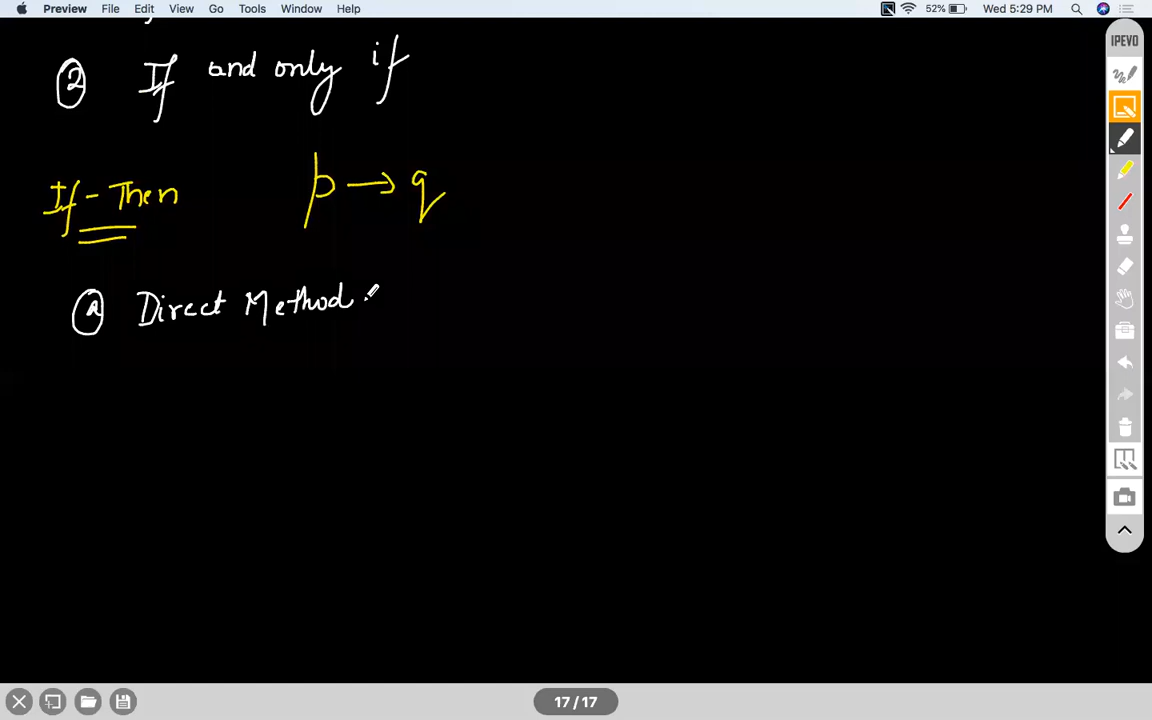 Preview File Edit View Go Tools Window Help 52% Wed 5:29 PM
IPEVO
② If and only if
If - Then p → q
ⓐ Direct Method
17 / 17